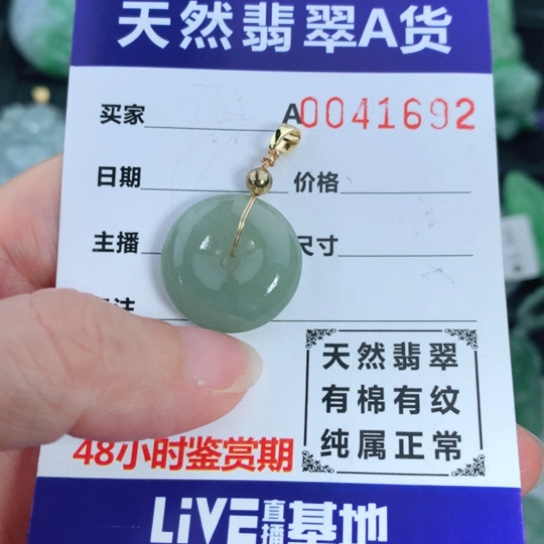 天然翡翠A货
买家 A0041692
日期 价格
主播 尺寸
48小时鉴赏期
天然翡翠
有棉有纹
纯属正常
LIVE直播基地